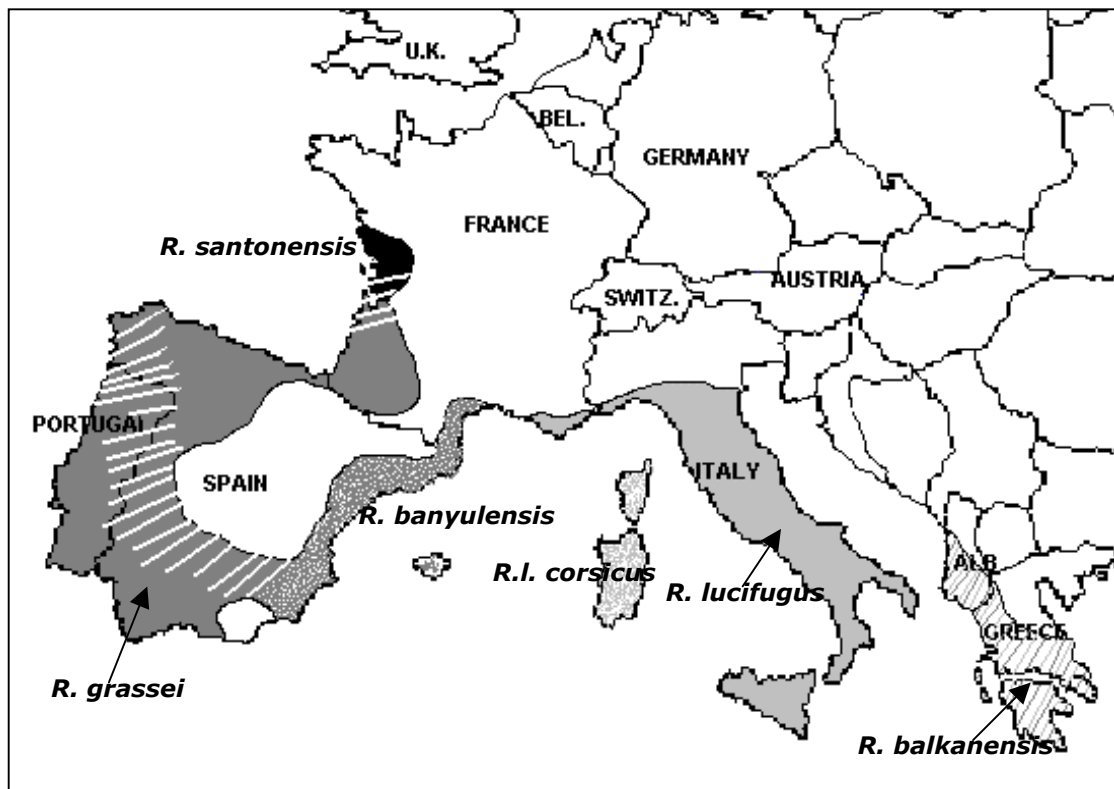 U.K.
BEL.
GERMANY
FRANCE
R. santonensis
AUSTRIA
SWITZ.
PORTUGAL
ITALY
SPAIN
R. banyulensis
R.l. corsicus
ALB
R. lucifugus
GREECE
R. grassei
R. balkanensis